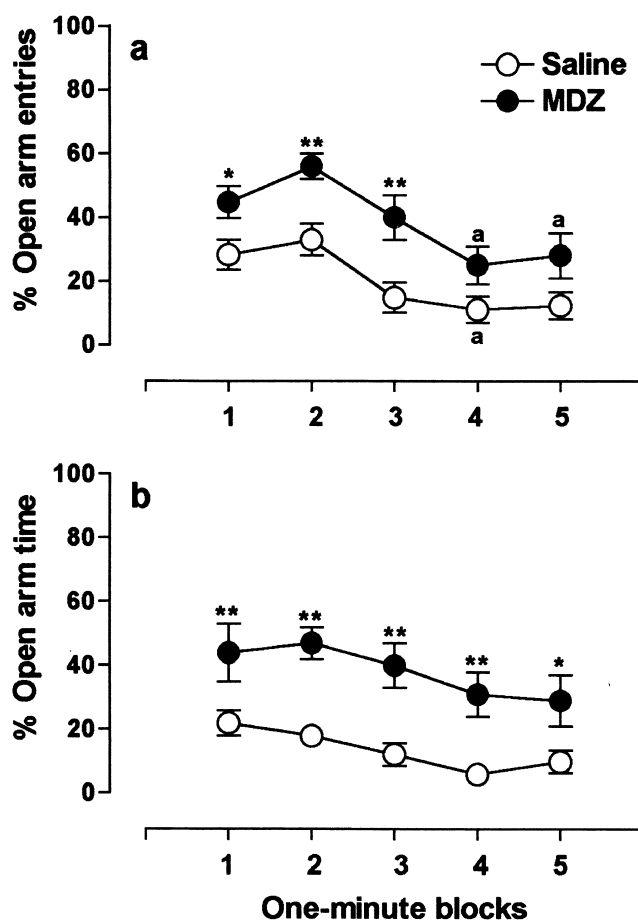 a
Saline
MDZ
% Open arm entries
100
80
60
40
20
0
* ** ** a a
a
1 2 3 4 5
b
% Open arm time
100
80
60
40
20
0
** ** ** ** *
1 2 3 4 5
One-minute blocks